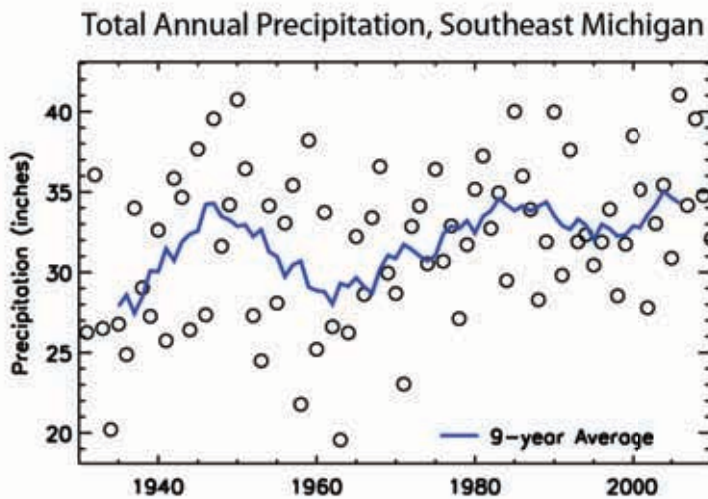 Total Annual Precipitation, Southeast Michigan
Precipitation (inches)
40
35
30
25
20
9-year Average
1940 1960 1980 2000